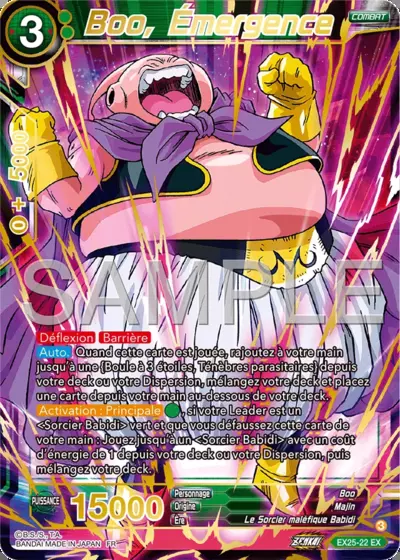 3
Boo, Émergence
COMBAT
0 + 5000
SAMPLE
Déflexion Barrière
Auto. Quand cette carte est jouée, rajoutez à votre main
jusqu'à une {Boule à 3 étoiles, Ténèbres parasitaires} depuis
votre deck ou votre Dispersion, mélangez votre deck et placez
une carte depuis votre main au-dessous de votre deck.
Activation : Principale , si votre Leader est un
<Sorcier Babidi> vert et que vous défaussez cette carte de
votre main : Jouez jusqu'à un <Sorcier Babidi> avec un coût
d'énergie de 1 depuis votre deck ou votre Dispersion, puis
mélangez votre deck.
PUISSANCE
15000
Personnage Boo
Origine Majin
Ère Le Sorcier maléfique Babidi
©B.S./S., T.A.
BANDAI MADE IN JAPAN FR
EX25-22 EX
3